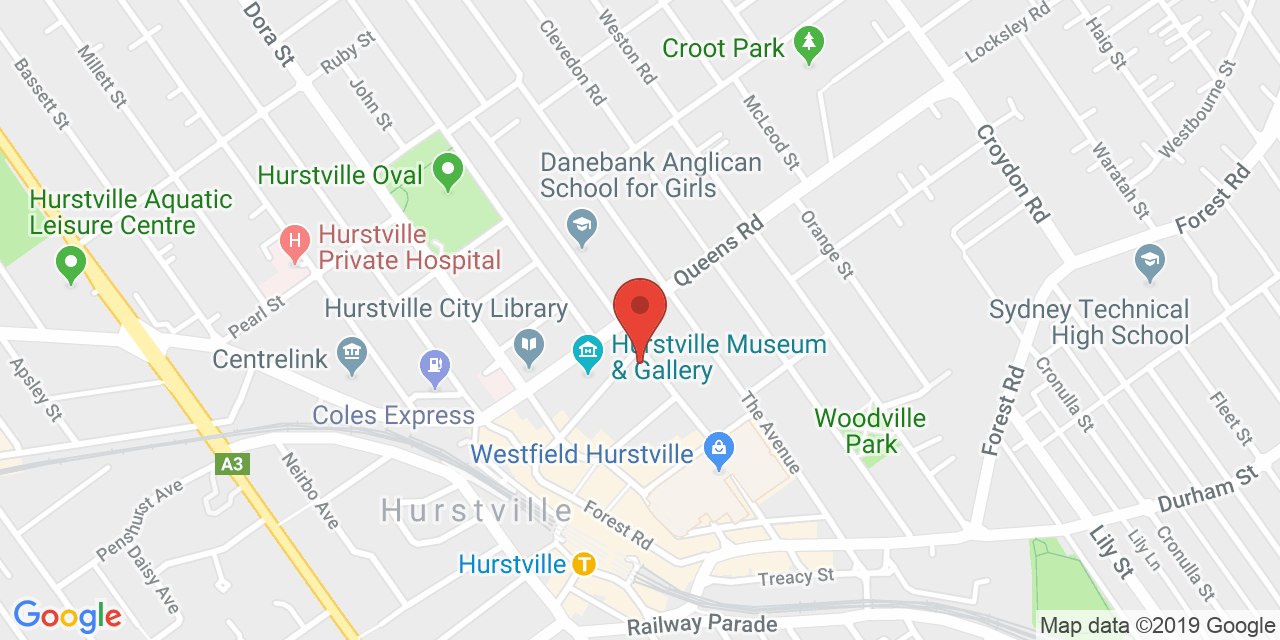 Dora St
Ruby St
Millett St
Bassett St
John St
Clevedon Rd
Weston Rd
Croot Park
McLeod St
Locksley Rd
Haig St
Westbourne St
Waratah St
Croydon Rd
Forest Rd
Hurstville Oval
Danebank Anglican
School for Girls
Hurstville Aquatic
Leisure Centre
H
Hurstville
Private Hospital
Queens Rd
Orange St
Sydney Technical
High School
Pearl St
Hurstville City Library
Centrelink
Hurstville Museum
& Gallery
Coles Express
Apsley St
The Avenue
Woodville
Park
Forest Rd
Cronulla St
Fleet St
A3
Westfield Hurstville
Neirbo Ave
Penshurst Ave
Daisy Ave
Hurstville
Forest Rd
Durham St
Lily St
Lily Ln
Cronulla St
Hurstville
T
Treacy St
Railway Parade
Google
Map data ©2019 Google